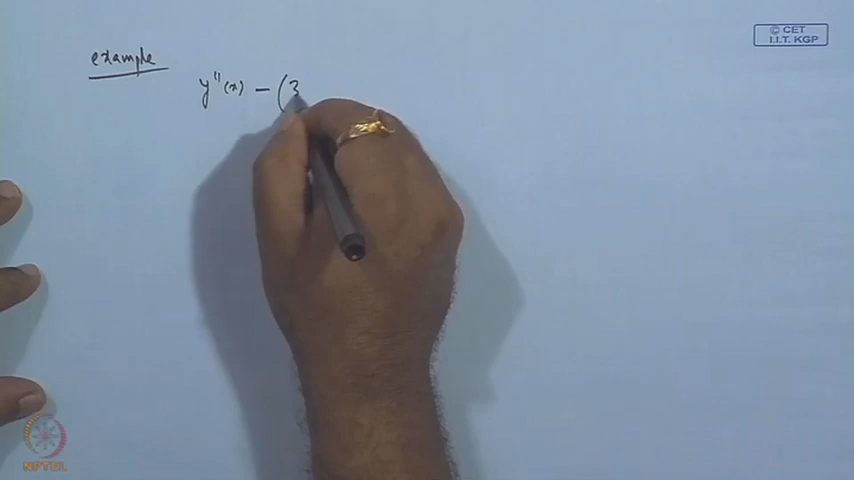 © CET
I.I.T. KGP
example
y''(x) - (3
NPTEL